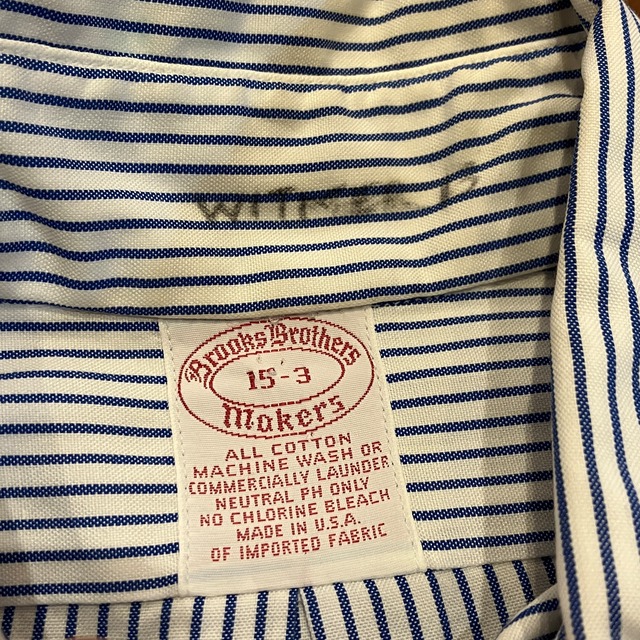 WITMER D
Brooks Brothers
15-3
Makers
ALL COTTON
MACHINE WASH OR
COMMERCIALLY LAUNDER
NEUTRAL PH ONLY
NO CHLORINE BLEACH
MADE IN U.S.A.
OF IMPORTED FABRIC